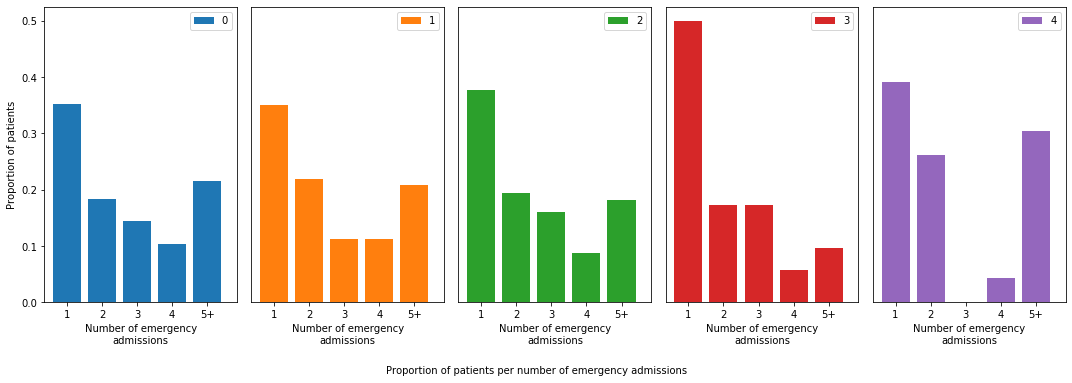 0
1
2
3
4
0.5
0.4
0.3
0.2
0.1
0.0
Proportion of patients
1 2 3 4 5+
1 2 3 4 5+
1 2 3 4 5+
1 2 3 4 5+
1 2 3 4 5+
Number of emergency
admissions
Number of emergency
admissions
Number of emergency
admissions
Number of emergency
admissions
Number of emergency
admissions
Proportion of patients per number of emergency admissions